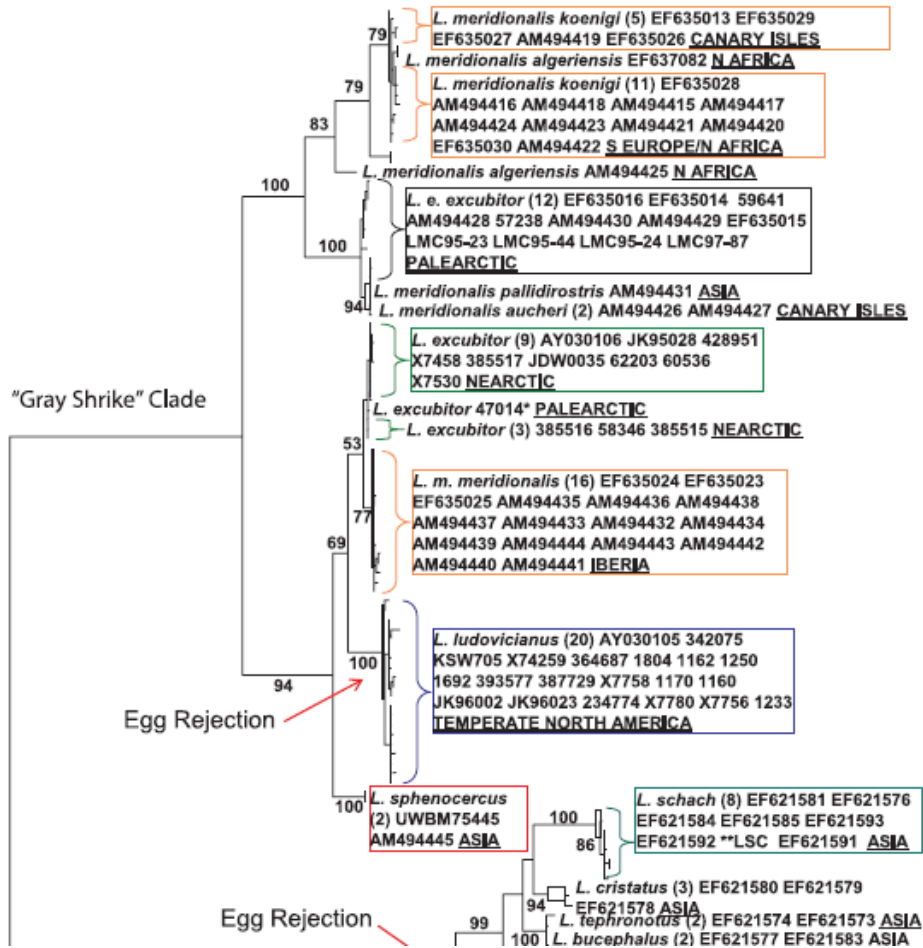 79
L. meridionalis koenigi (5) EF635013 EF635029
EF635027 AM494419 EF635026 CANARY ISLES
L. meridionalis algeriensis EF637082 N AFRICA
79
L. meridionalis koenigi (11) EF635028
AM494416 AM494418 AM494415 AM494417
AM494424 AM494423 AM494421 AM494420
EF635030 AM494422 S EUROPE/N AFRICA
83
L. meridionalis algeriensis AM494425 N AFRICA
100
L. e. excubitor (12) EF635016 EF635014 59641
AM494428 57238 AM494430 AM494429 EF635015
LMC95-23 LMC95-44 LMC95-24 LMC97-87
PALEARCTIC
100
L. meridionalis pallidirostris AM494431 ASIA
94
L. meridionalis aucheri (2) AM494426 AM494427 CANARY ISLES
L. excubitor (9) AY030106 JK95028 428951
X7458 385517 JDW0035 62203 60536
X7530 NEARCTIC
"Gray Shrike" Clade
L. excubitor 47014* PALEARCTIC
L. excubitor (3) 385516 58346 385515 NEARCTIC
53
L. m. meridionalis (16) EF635024 EF635023
EF635025 AM494435 AM494436 AM494438
AM494437 AM494433 AM494432 AM494434
AM494439 AM494444 AM494443 AM494442
AM494440 AM494441 IBERIA
77
69
L. ludovicianus (20) AY030105 342075
KSW705 X74259 364687 1804 1162 1250
1692 393577 387729 X7758 1170 1160
JK96002 JK96023 234774 X7780 X7756 1233
TEMPERATE NORTH AMERICA
100
94
Egg Rejection
100
L. sphenocercus
(2) UWBM75445
AM494445 ASIA
100
L. schach (8) EF621581 EF621576
EF621584 EF621585 EF621593
EF621592 **LSC EF621591 ASIA
86
L. cristatus (3) EF621580 EF621579
EF621578 ASIA
94
Egg Rejection
99
L. tephronotus (2) EF621574 EF621573 ASIA
100
L. bucephalus (2) EF621577 EF621583 ASIA